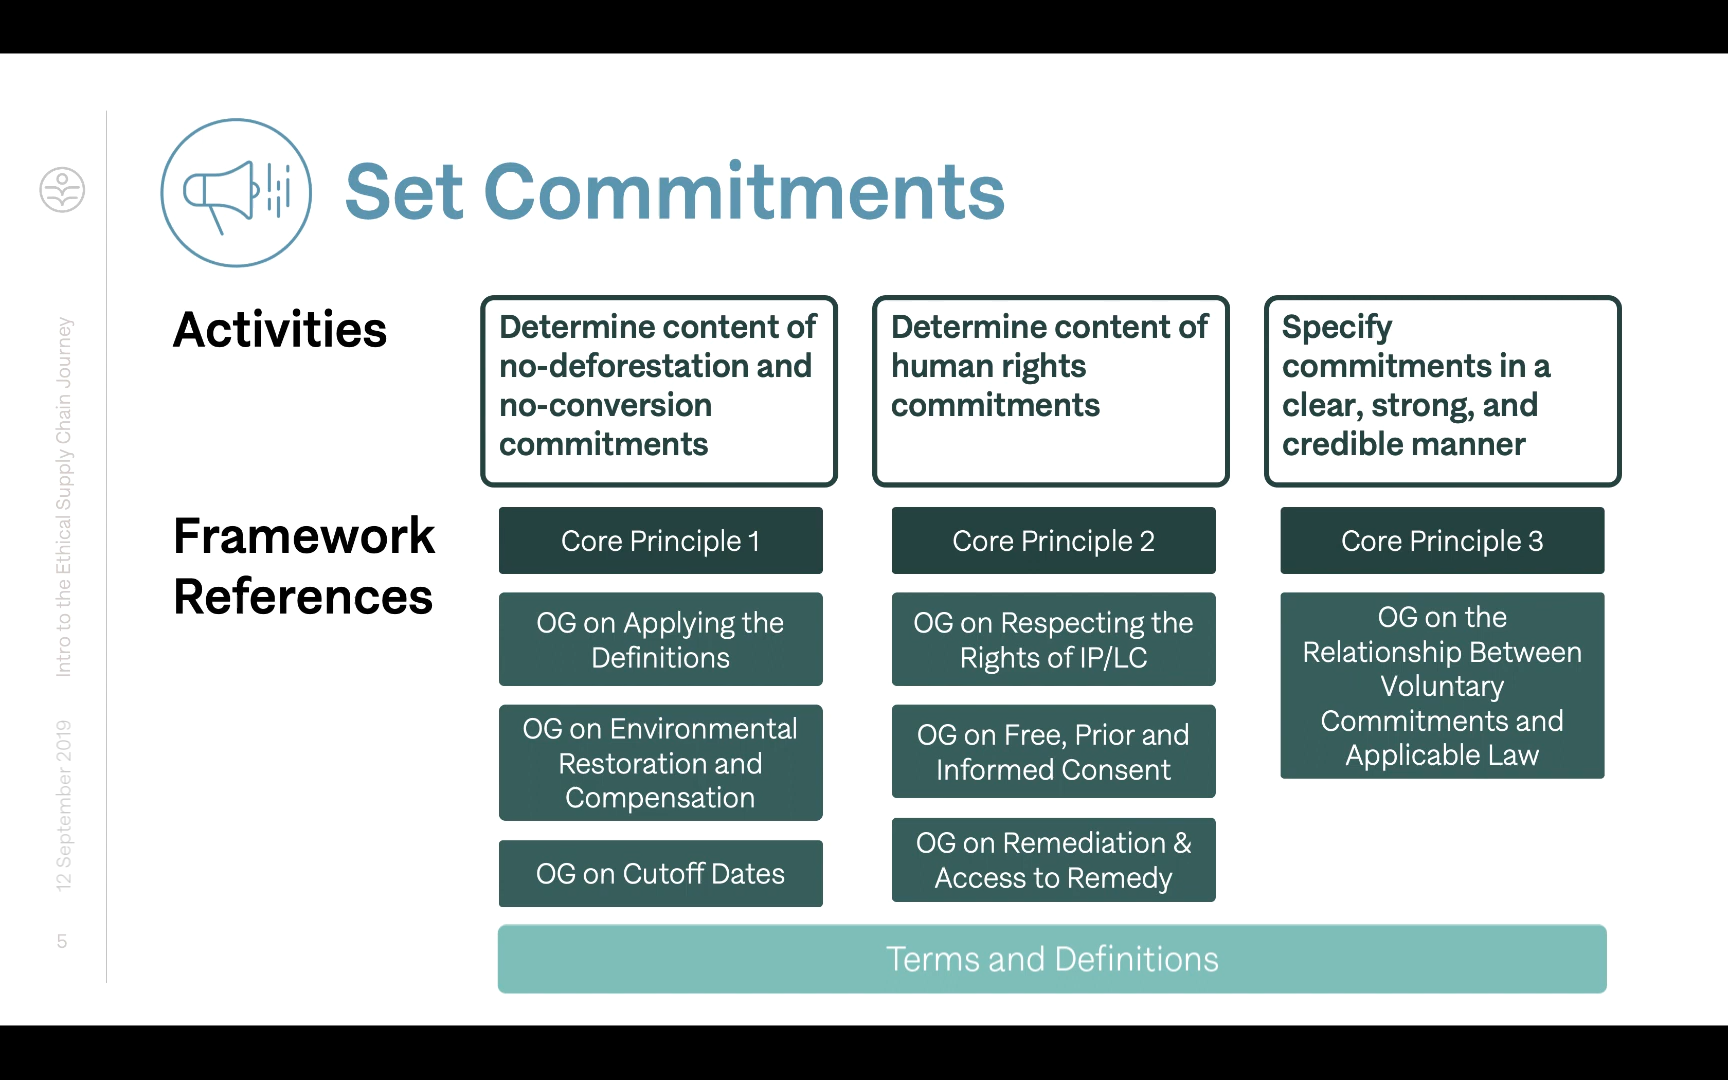 Set Commitments
Activities
Determine content of
no-deforestation and
no-conversion
commitments
Determine content of
human rights
commitments
Specify
commitments in a
clear, strong, and
credible manner
Framework
References
Core Principle 1
OG on Applying the
Definitions
OG on Environmental
Restoration and
Compensation
OG on Cutoff Dates
Core Principle 2
OG on Respecting the
Rights of IP/LC
OG on Free, Prior and
Informed Consent
OG on Remediation &
Access to Remedy
Core Principle 3
OG on the
Relationship Between
Voluntary
Commitments and
Applicable Law
Terms and Definitions
Intro to the Ethical Supply Chain Journey
12 September 2019
5